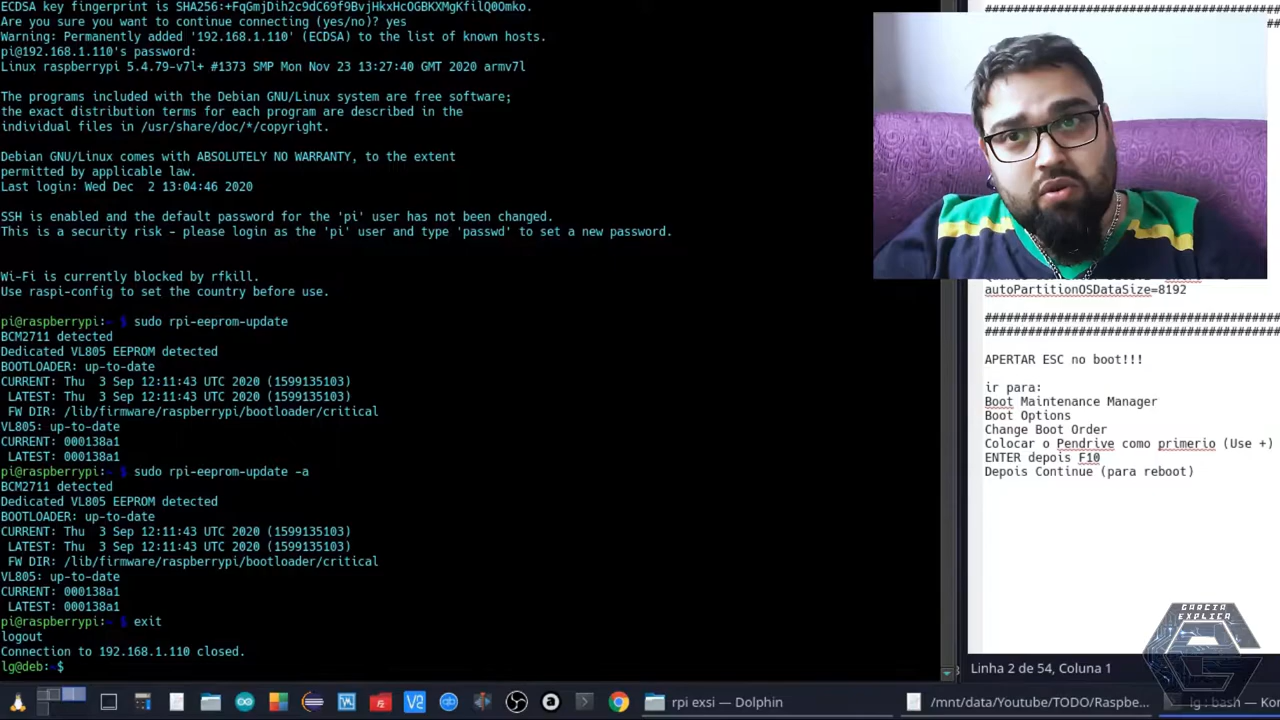 ECDSA key fingerprint is SHA256:+FqGmjDih2c9dC69f9BvjHkxHcOGBKXMgKfilQ0Omko.
Are you sure you want to continue connecting (yes/no)? yes
Warning: Permanently added '192.168.1.110' (ECDSA) to the list of known hosts.
pi@192.168.1.110's password:
Linux raspberrypi 5.4.79-v7l+ #1373 SMP Mon Nov 23 13:27:40 GMT 2020 armv7l
The programs included with the Debian GNU/Linux system are free software;
the exact distribution terms for each program are described in the
individual files in /usr/share/doc/*/copyright.
Debian GNU/Linux comes with ABSOLUTELY NO WARRANTY, to the extent
permitted by applicable law.
Last login: Wed Dec  2 13:04:46 2020
SSH is enabled and the default password for the 'pi' user has not been changed.
This is a security risk - please login as the 'pi' user and type 'passwd' to set a new password.
Wi-Fi is currently blocked by rfkill.
Use raspi-config to set the country before use.
pi@raspberrypi:~ $ sudo rpi-eeprom-update
BCM2711 detected
Dedicated VL805 EEPROM detected
BOOTLOADER: up-to-date
CURRENT: Thu  3 Sep 12:11:43 UTC 2020 (1599135103)
LATEST: Thu  3 Sep 12:11:43 UTC 2020 (1599135103)
FW DIR: /lib/firmware/raspberrypi/bootloader/critical
VL805: up-to-date
CURRENT: 000138a1
LATEST: 000138a1
pi@raspberrypi:~ $ sudo rpi-eeprom-update -a
BCM2711 detected
Dedicated VL805 EEPROM detected
BOOTLOADER: up-to-date
CURRENT: Thu  3 Sep 12:11:43 UTC 2020 (1599135103)
LATEST: Thu  3 Sep 12:11:43 UTC 2020 (1599135103)
FW DIR: /lib/firmware/raspberrypi/bootloader/critical
VL805: up-to-date
CURRENT: 000138a1
LATEST: 000138a1
pi@raspberrypi:~ $ exit
logout
Connection to 192.168.1.110 closed.
lg@deb:~$
autoPartitionOSDataSize=8192
##########################################
##########################################
APERTAR ESC no boot!!!
ir para:
Boot Maintenance Manager
Boot Options
Change Boot Order
Colocar o Pendrive como primerio (Use +)
ENTER depois F10
Depois Continue (para reboot)
GARCIA
EXPLICA
Linha 2 de 54, Coluna 1
rpi exsi — Dolphin
/mnt/data/Youtube/TODO/Raspbe...
lg : bash — Kon